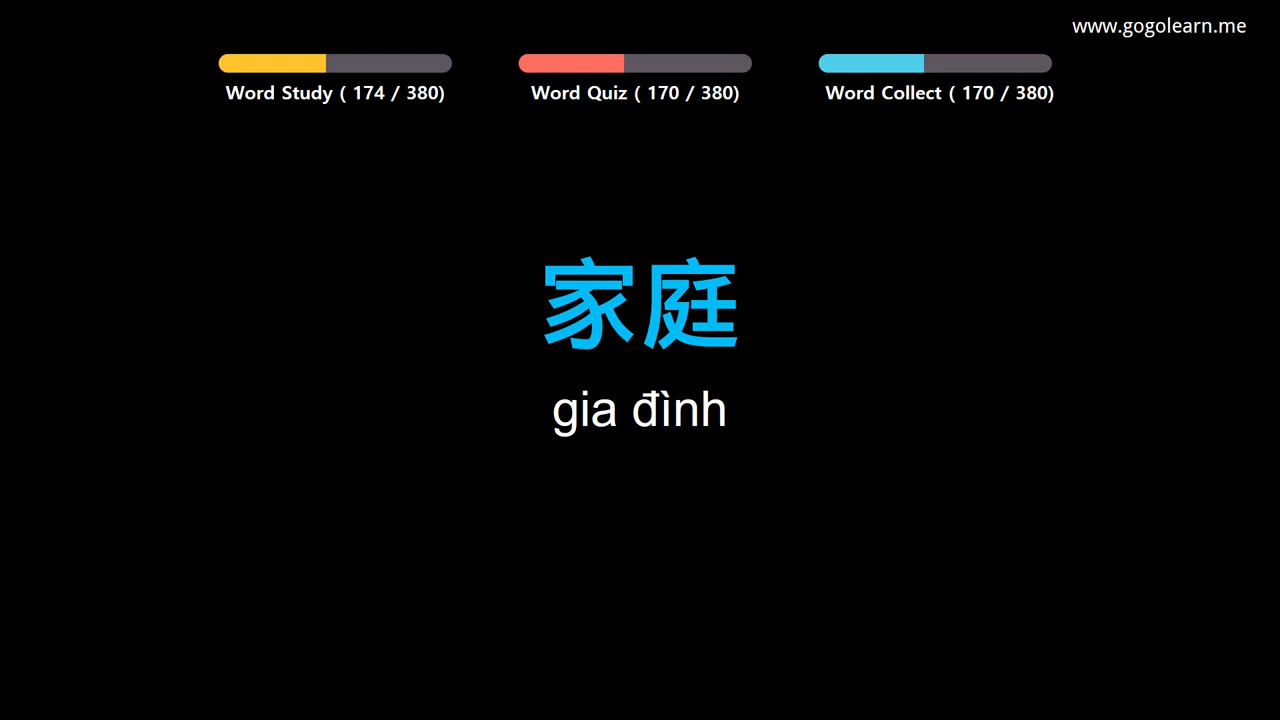 www.gogolearn.me
Word Study ( 174 / 380)
Word Quiz ( 170 / 380)
Word Collect ( 170 / 380)
家庭
gia đình